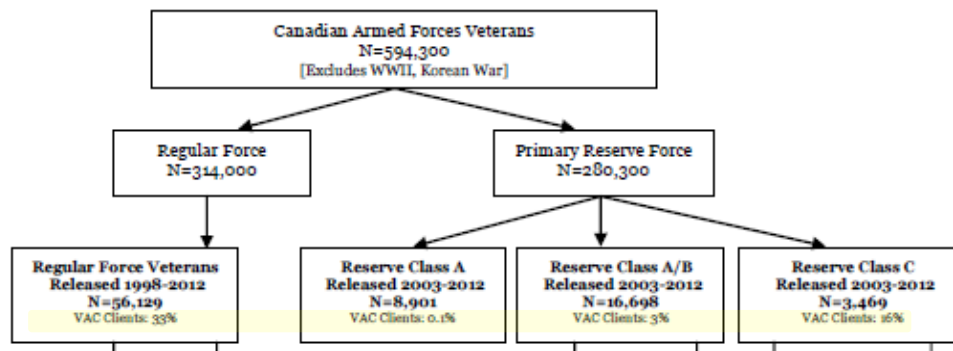 Canadian Armed Forces Veterans
N=594,300
[Excludes WWII, Korean War]
Regular Force
N=314,000
Primary Reserve Force
N=280,300
Regular Force Veterans
Released 1998-2012
N=56,129
VAC Clients: 33%
Reserve Class A
Released 2003-2012
N=8,901
VAC Clients: 0.1%
Reserve Class A/B
Released 2003-2012
N=16,698
VAC Clients: 3%
Reserve Class C
Released 2003-2012
N=3,469
VAC Clients: 16%